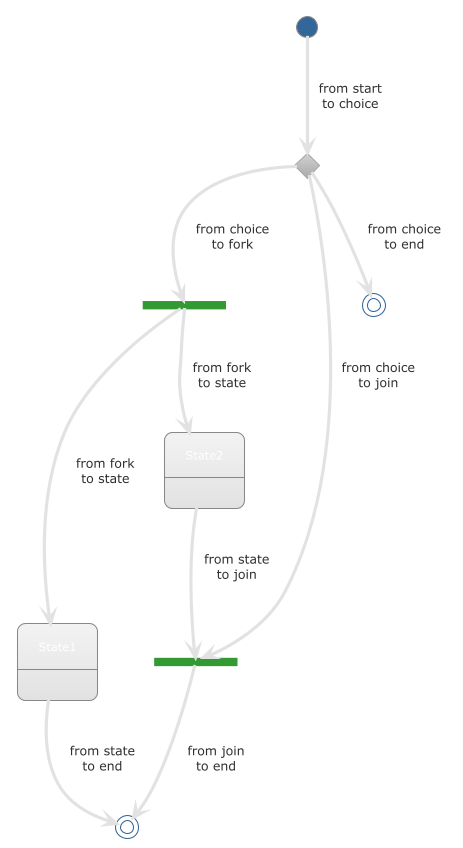 from start
to choice
from choice
to fork
from choice
to end
from fork
to state
from choice
to join
State2
from fork
to state
from state
to join
State1
from state
to end
from join
to end